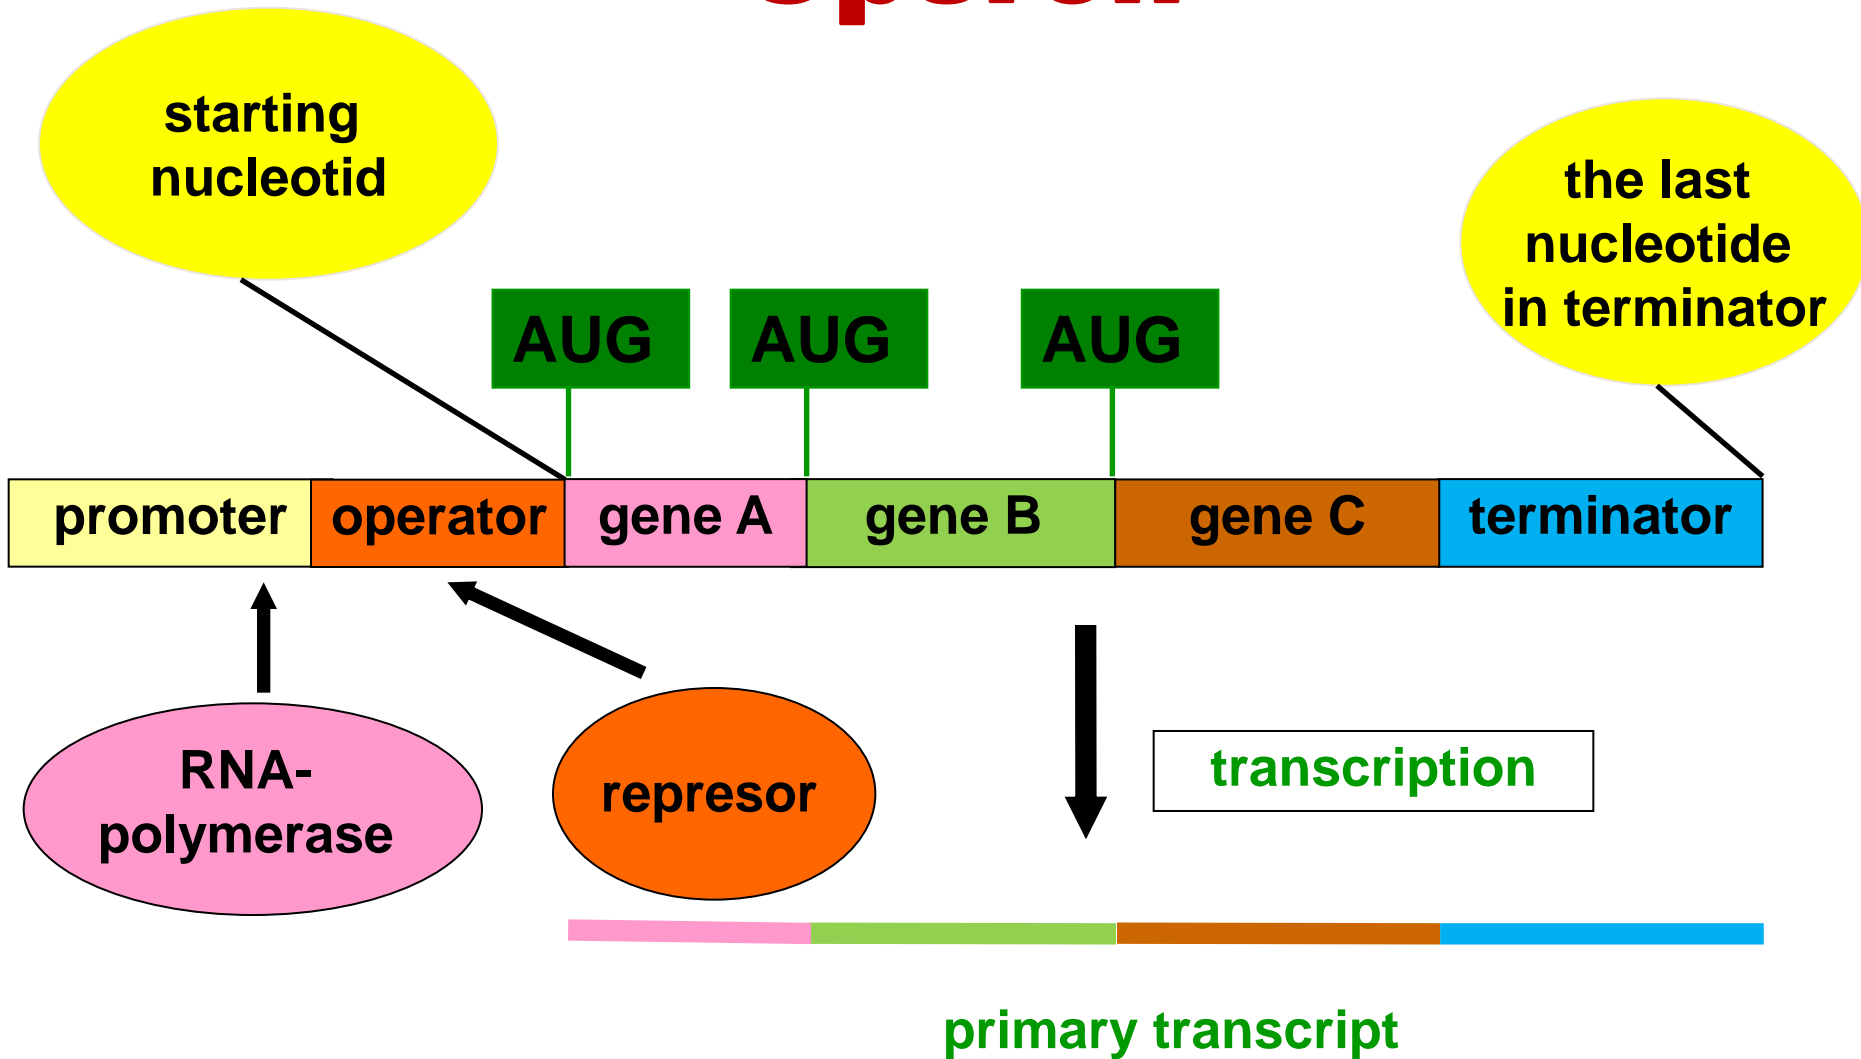 starting
nucleotid
the last
nucleotide
in terminator
AUG AUG AUG
promoter operator gene A gene B gene C terminator
RNA-
polymerase
represor
transcription
primary transcript